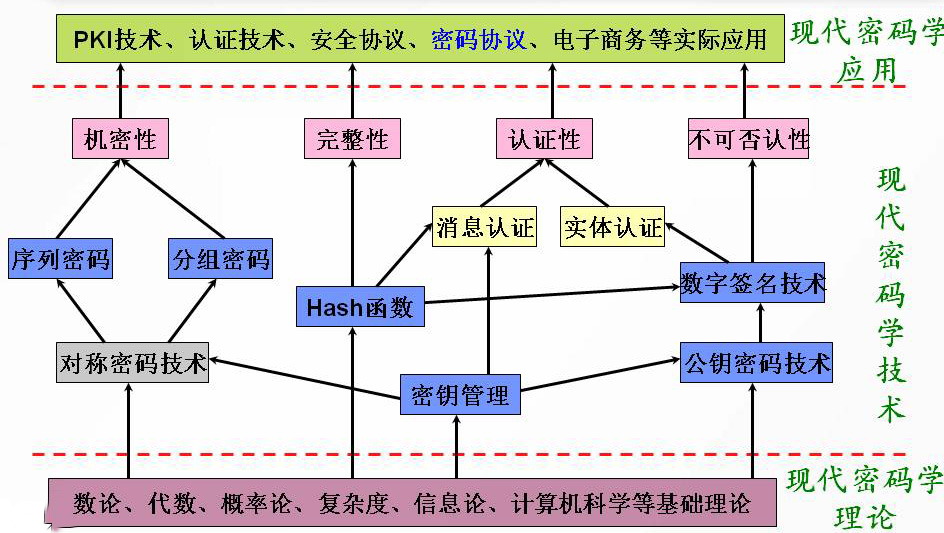 PKI技术、认证技术、安全协议、密码协议、电子商务等实际应用
现代密码学
应用
机密性
完整性
认证性
不可否认性
现代密码学技术
消息认证
实体认证
序列密码
分组密码
Hash函数
数字签名技术
对称密码技术
密钥管理
公钥密码技术
数论、代数、概率论、复杂度、信息论、计算机科学等基础理论
现代密码学
理论